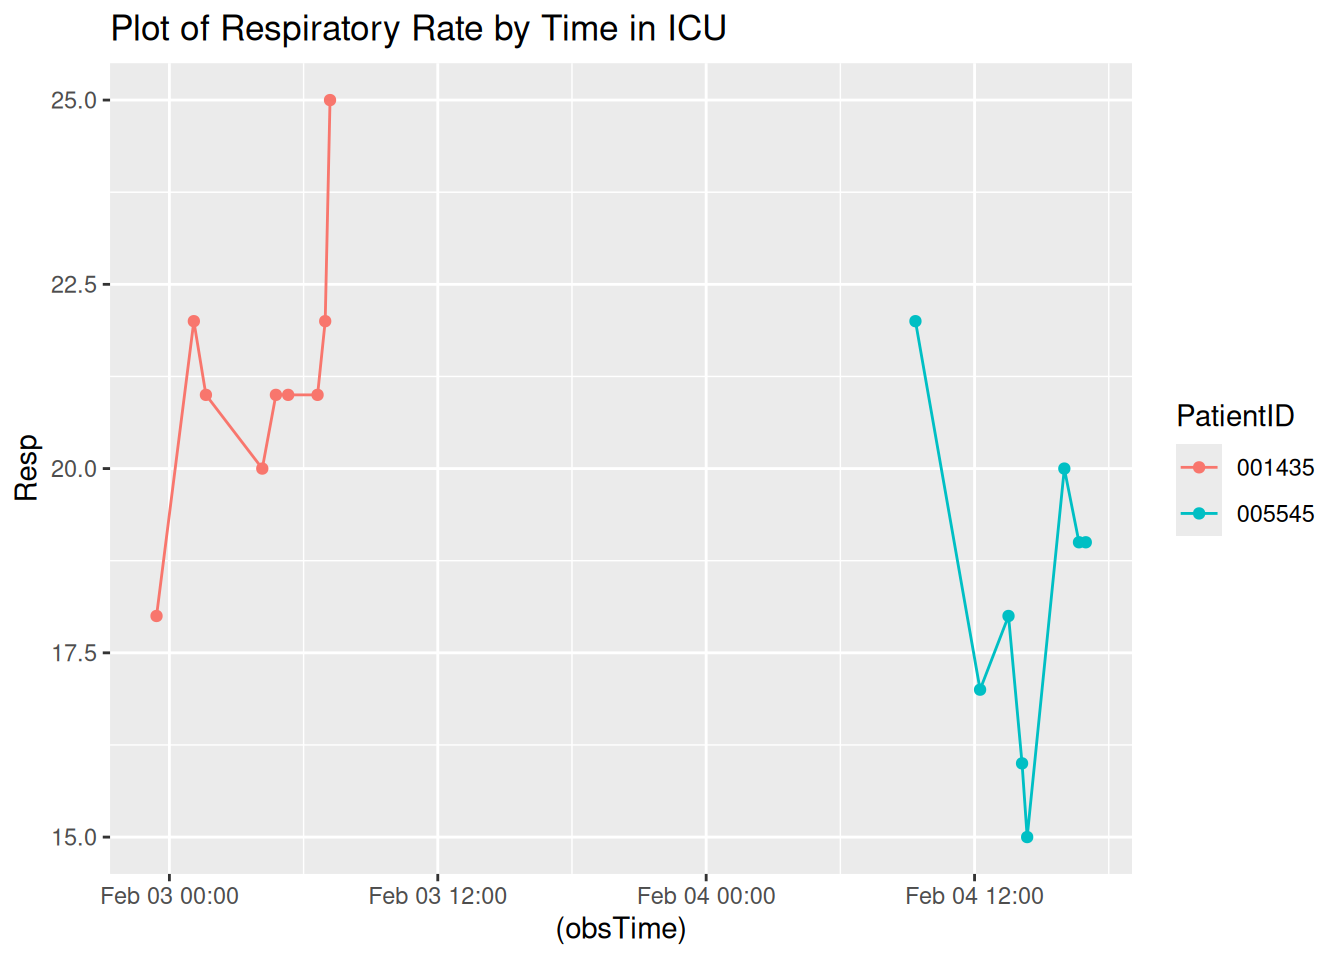 Plot of Respiratory Rate by Time in ICU
25.0
22.5
20.0
17.5
15.0
Resp
Feb 03 00:00
Feb 03 12:00
Feb 04 00:00
Feb 04 12:00
(obsTime)
PatientID
001435
005545